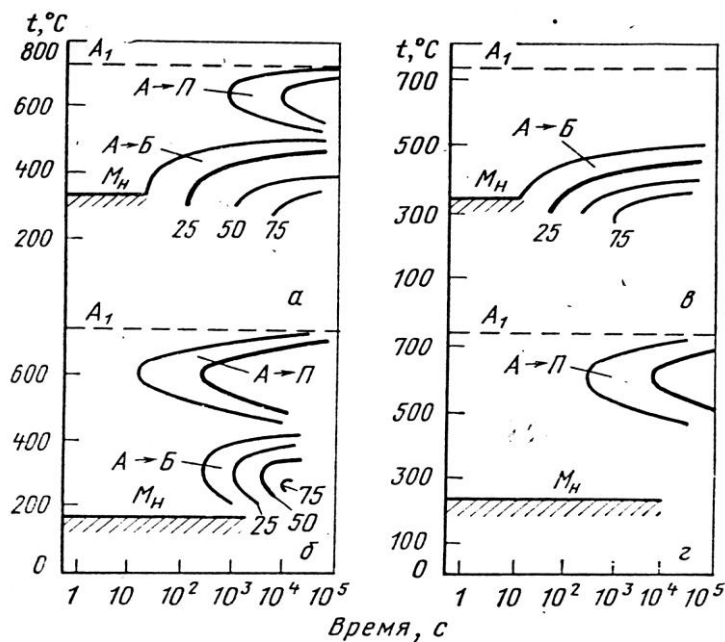 t,°C
800
A₁
А→П
600
А→Б
400
Mн
200
25 50 75
а
A₁
600
А→П
400
А→Б
200
Mн
75
25 50
0
б
1 10 10² 10³ 10⁴ 10⁵
t,°C
A₁
700
А→Б
500
Mн
300
25 75
100
в
A₁
700
А→П
500
300
Mн
100
0
г
1 10 10² 10³ 10⁴ 10⁵
Время, с